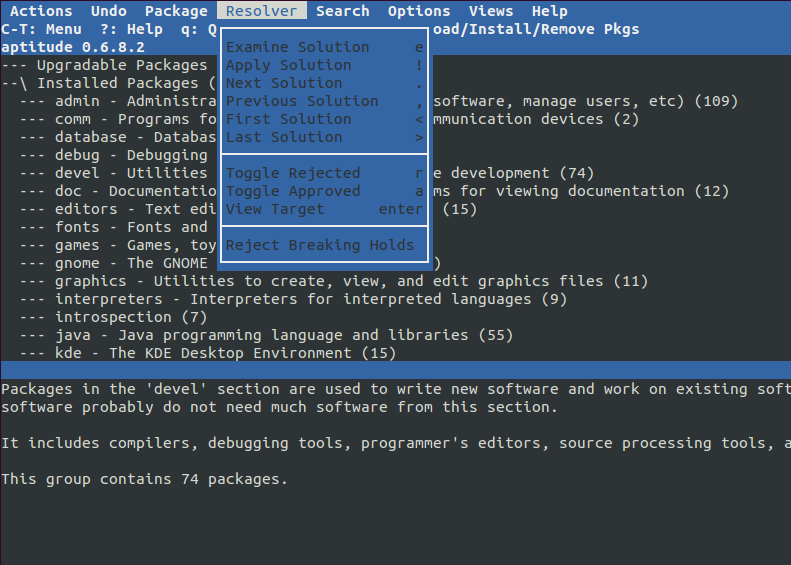 Actions Undo Package Resolver Search Options Views Help
C-T: Menu ?: Help q: Q oad/Install/Remove Pkgs
aptitude 0.6.8.2
--- Upgradable Packages
--\ Installed Packages (
--- admin - Administra software, manage users, etc) (109)
--- comm - Programs fo mmunication devices (2)
--- database - Databas
--- debug - Debugging
--- devel - Utilities e development (74)
--- doc - Documentatio ms for viewing documentation (12)
--- editors - Text edi (15)
--- fonts - Fonts and
--- games - Games, toy
--- gnome - The GNOME )
--- graphics - Utilities to create, view, and edit graphics files (11)
--- interpreters - Interpreters for interpreted languages (9)
--- introspection (7)
--- java - Java programming language and libraries (55)
--- kde - The KDE Desktop Environment (15)
Examine Solution e
Apply Solution !
Next Solution .
Previous Solution ,
First Solution <
Last Solution >
Toggle Rejected r
Toggle Approved a
View Target enter
Reject Breaking Holds
Packages in the 'devel' section are used to write new software and work on existing soft
software probably do not need much software from this section.
It includes compilers, debugging tools, programmer's editors, source processing tools, a
This group contains 74 packages.